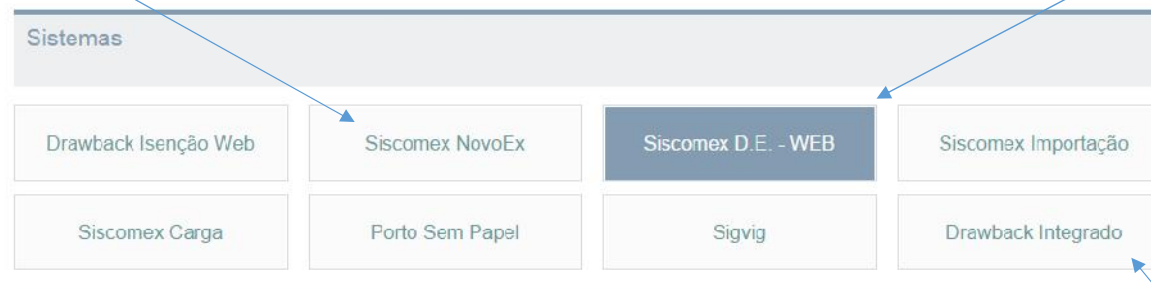 Sistemas
Drawback Isenção Web
Siscomex NovoEx
Siscomex D.E. - WEB
Siscomex Importação
Siscomex Carga
Porto Sem Papel
Sigvig
Drawback Integrado